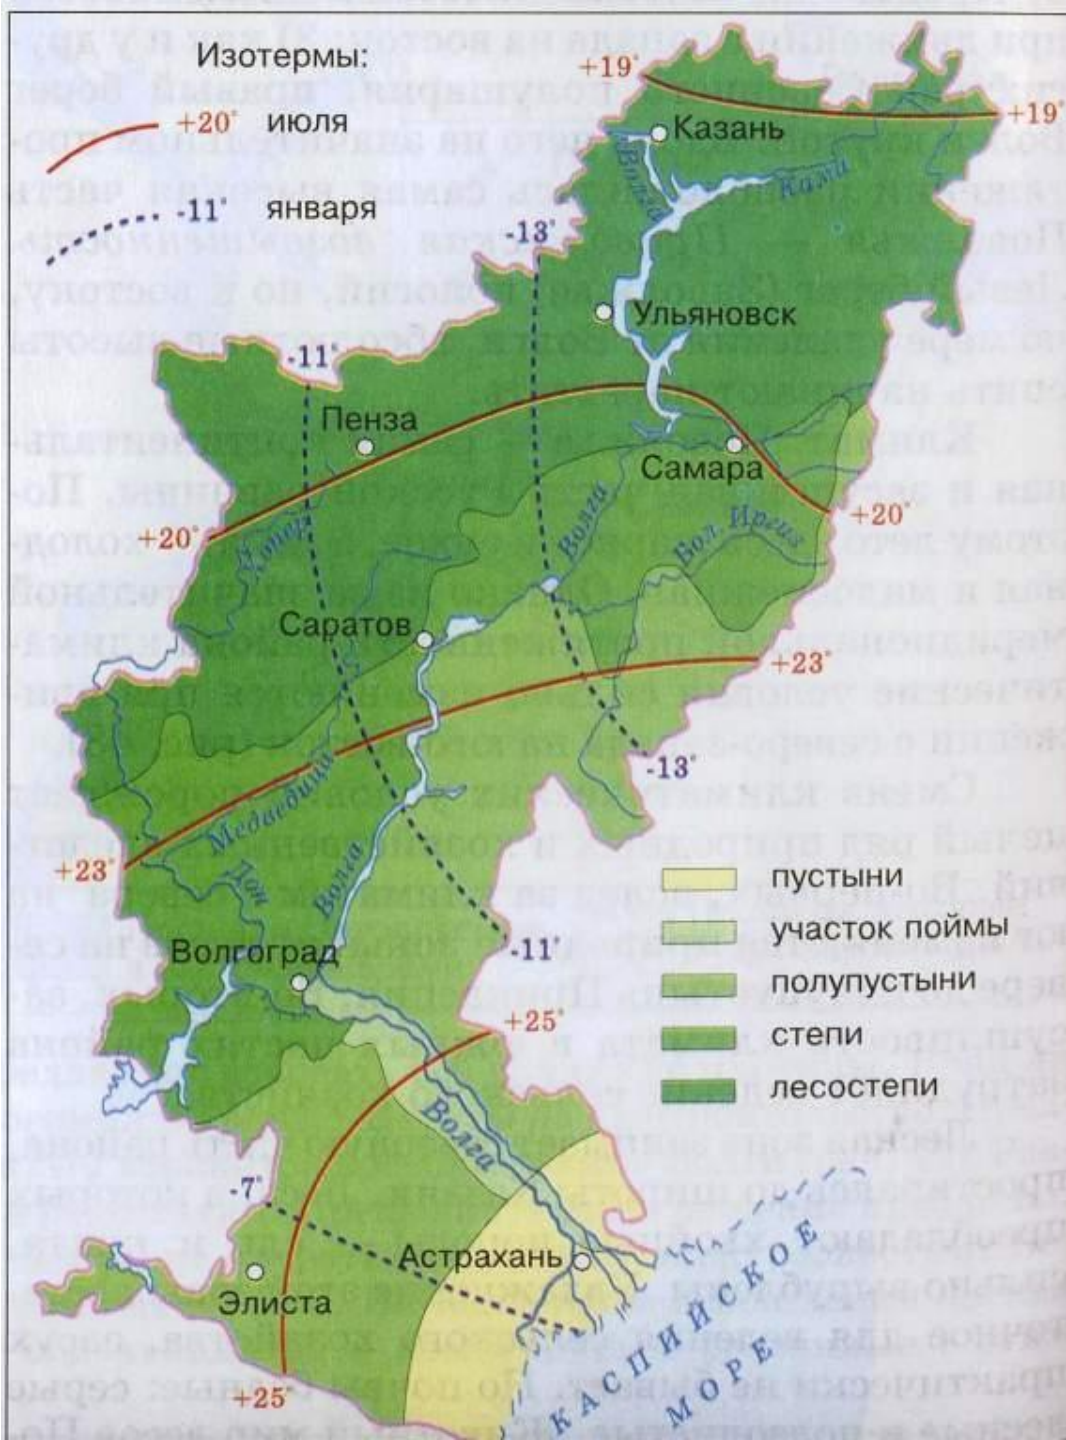 Изотермы:
+20° июля
-11° января
+19°
+19°
Казань
Волга
Кама
-13°
Ульяновск
-11°
Пенза
Самара
+20°
+20°
Хопёр
Волга
Бол. Иргиз
Саратов
+23°
-13°
Медведица
+23°
Дон
Волга
Волгоград
-11°
+25°
пустыни
участок поймы
полупустыни
степи
лесостепи
Волга
-7°
Астрахань
Элиста
+25°
КАСПИЙСКОЕ
МОРЕ